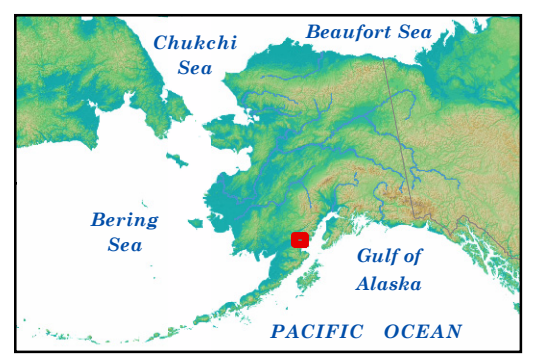 Beaufort Sea
Chukchi
Sea
Bering
Sea
Gulf of
Alaska
PACIFIC OCEAN